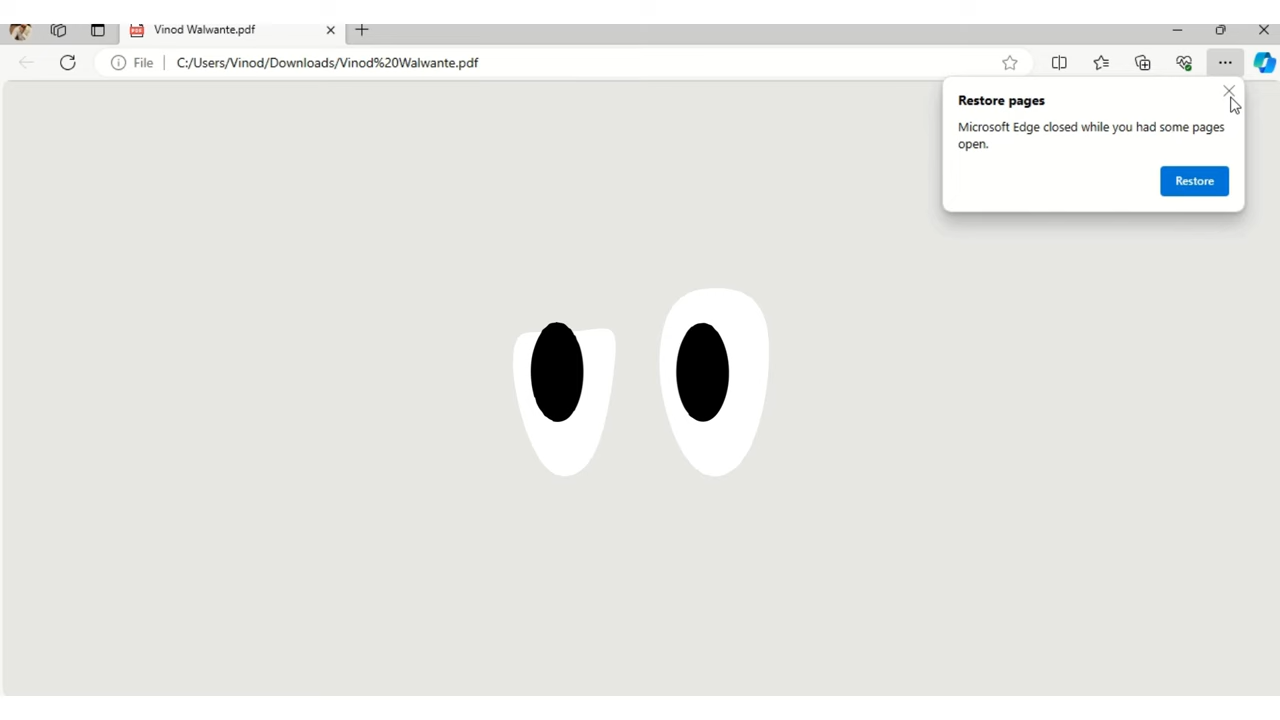 Vinod Walwante.pdf
File
C:/Users/Vinod/Downloads/Vinod%20Walwante.pdf
Restore pages
Microsoft Edge closed while you had some pages
open.
Restore